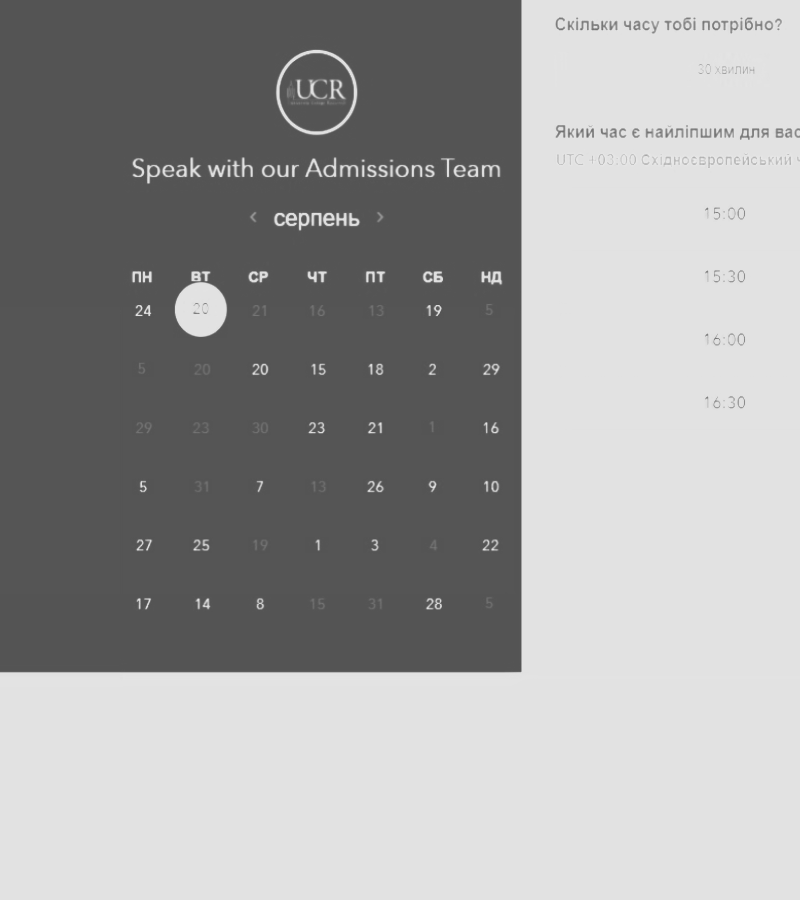 UCR
Speak with our Admissions Team
серпень
ПН ВТ СР ЧТ ПТ СБ НД
24 20 21 16 13 19 5
5 20 20 15 18 2 29
29 23 30 23 21 1 16
5 31 7 13 26 9 10
27 25 19 1 3 4 22
17 14 8 15 31 28 5
Скільки часу тобі потрібно?
30 хвилин
Який час є найліпшим для вас
UTC +03:00 Східноєвропейський ч
15:00
15:30
16:00
16:30